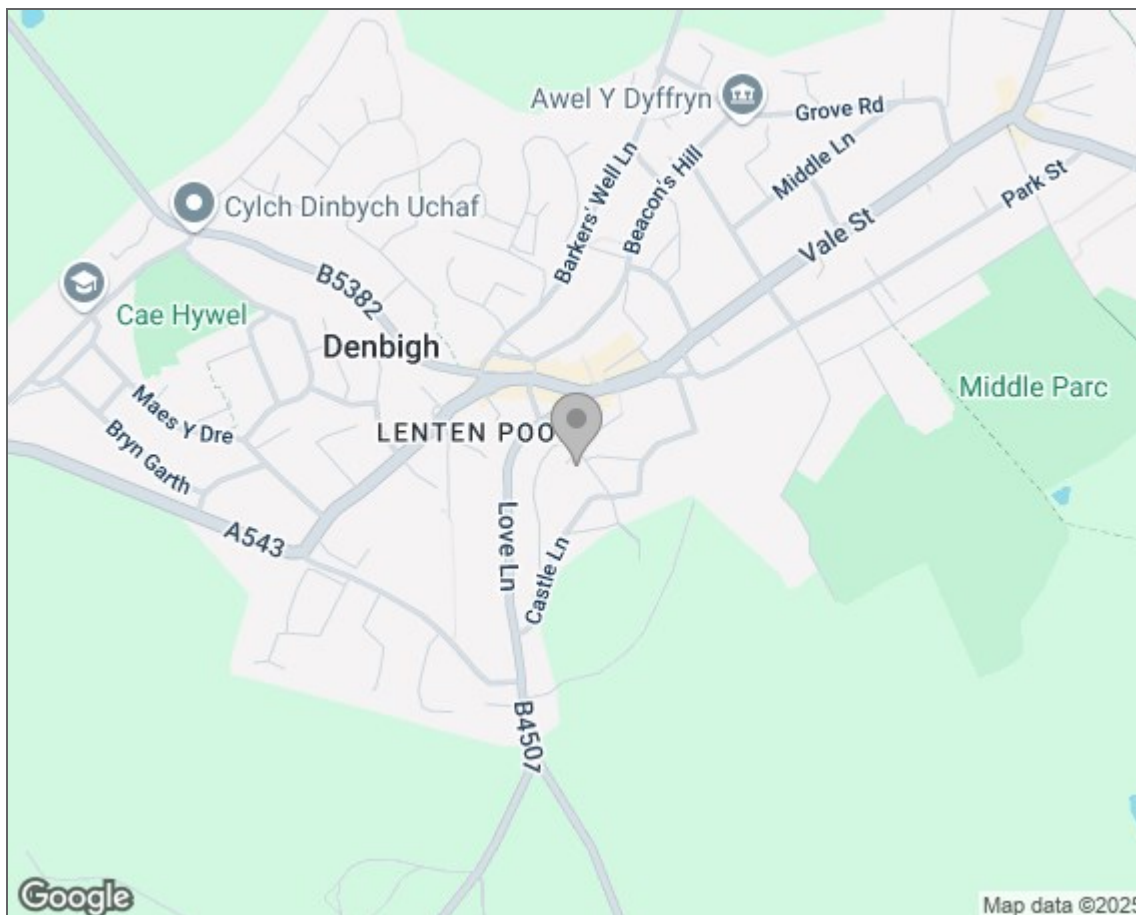 Awel Y Dyffryn
Grove Rd
Middle Ln
Barkers' Well Ln
Beacon's Hill
Park St
Vale St
Cylch Dinbych Uchaf
B5382
Cae Hywel
Denbigh
Middle Parc
Maes Y Dre
Bryn Garth
LENTEN POO
A543
Love Ln
Castle Ln
B4507
Google
Map data ©2025